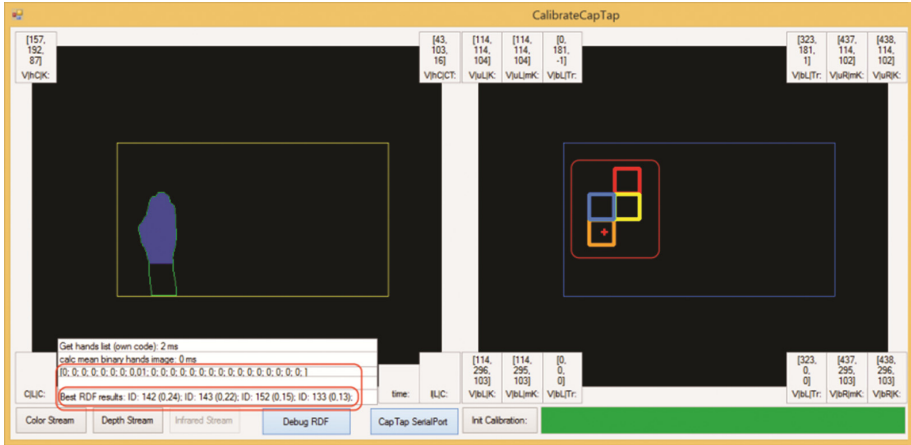 CalibrateCapTap
[157,
192,
87]
V|hC|K:
[43,
103,
16]
V|hC|CT:
[114,
114,
104]
V|uL|K:
[114,
114,
104]
V|uL|mK:
[0,
181,
-1]
V|bL|Tr:
[323,
181,
1]
V|bL|Tr:
[437,
114,
102]
V|uR|mK:
[438,
114,
102]
V|uR|K:
Get hands list (own code): 2 ms
calc mean binary hands image: 0 ms
[0; 0; 0; 0; 0; 0; 0; 0,01; 0; 0; 0; 0; 0; 0; 0; 0; 0; 0; 0; 0; 0; 0; 0; 0; ]
Best RDF results: ID: 142 (0,24); ID: 143 (0,22); ID: 152 (0,15); ID: 133 (0,13);
C|L|C:
time:
I|L|C:
[114,
296,
103]
V|bL|K:
[114,
295,
103]
V|bL|mK:
[0,
0,
0]
V|bL|Tr:
[323,
0,
0]
V|bL|Tr:
[437,
295,
103]
V|bR|mK:
[438,
296,
103]
V|bR|K:
Color Stream
Depth Stream
Infrared Stream
Debug RDF
CapTap SerialPort
Init Calibration: